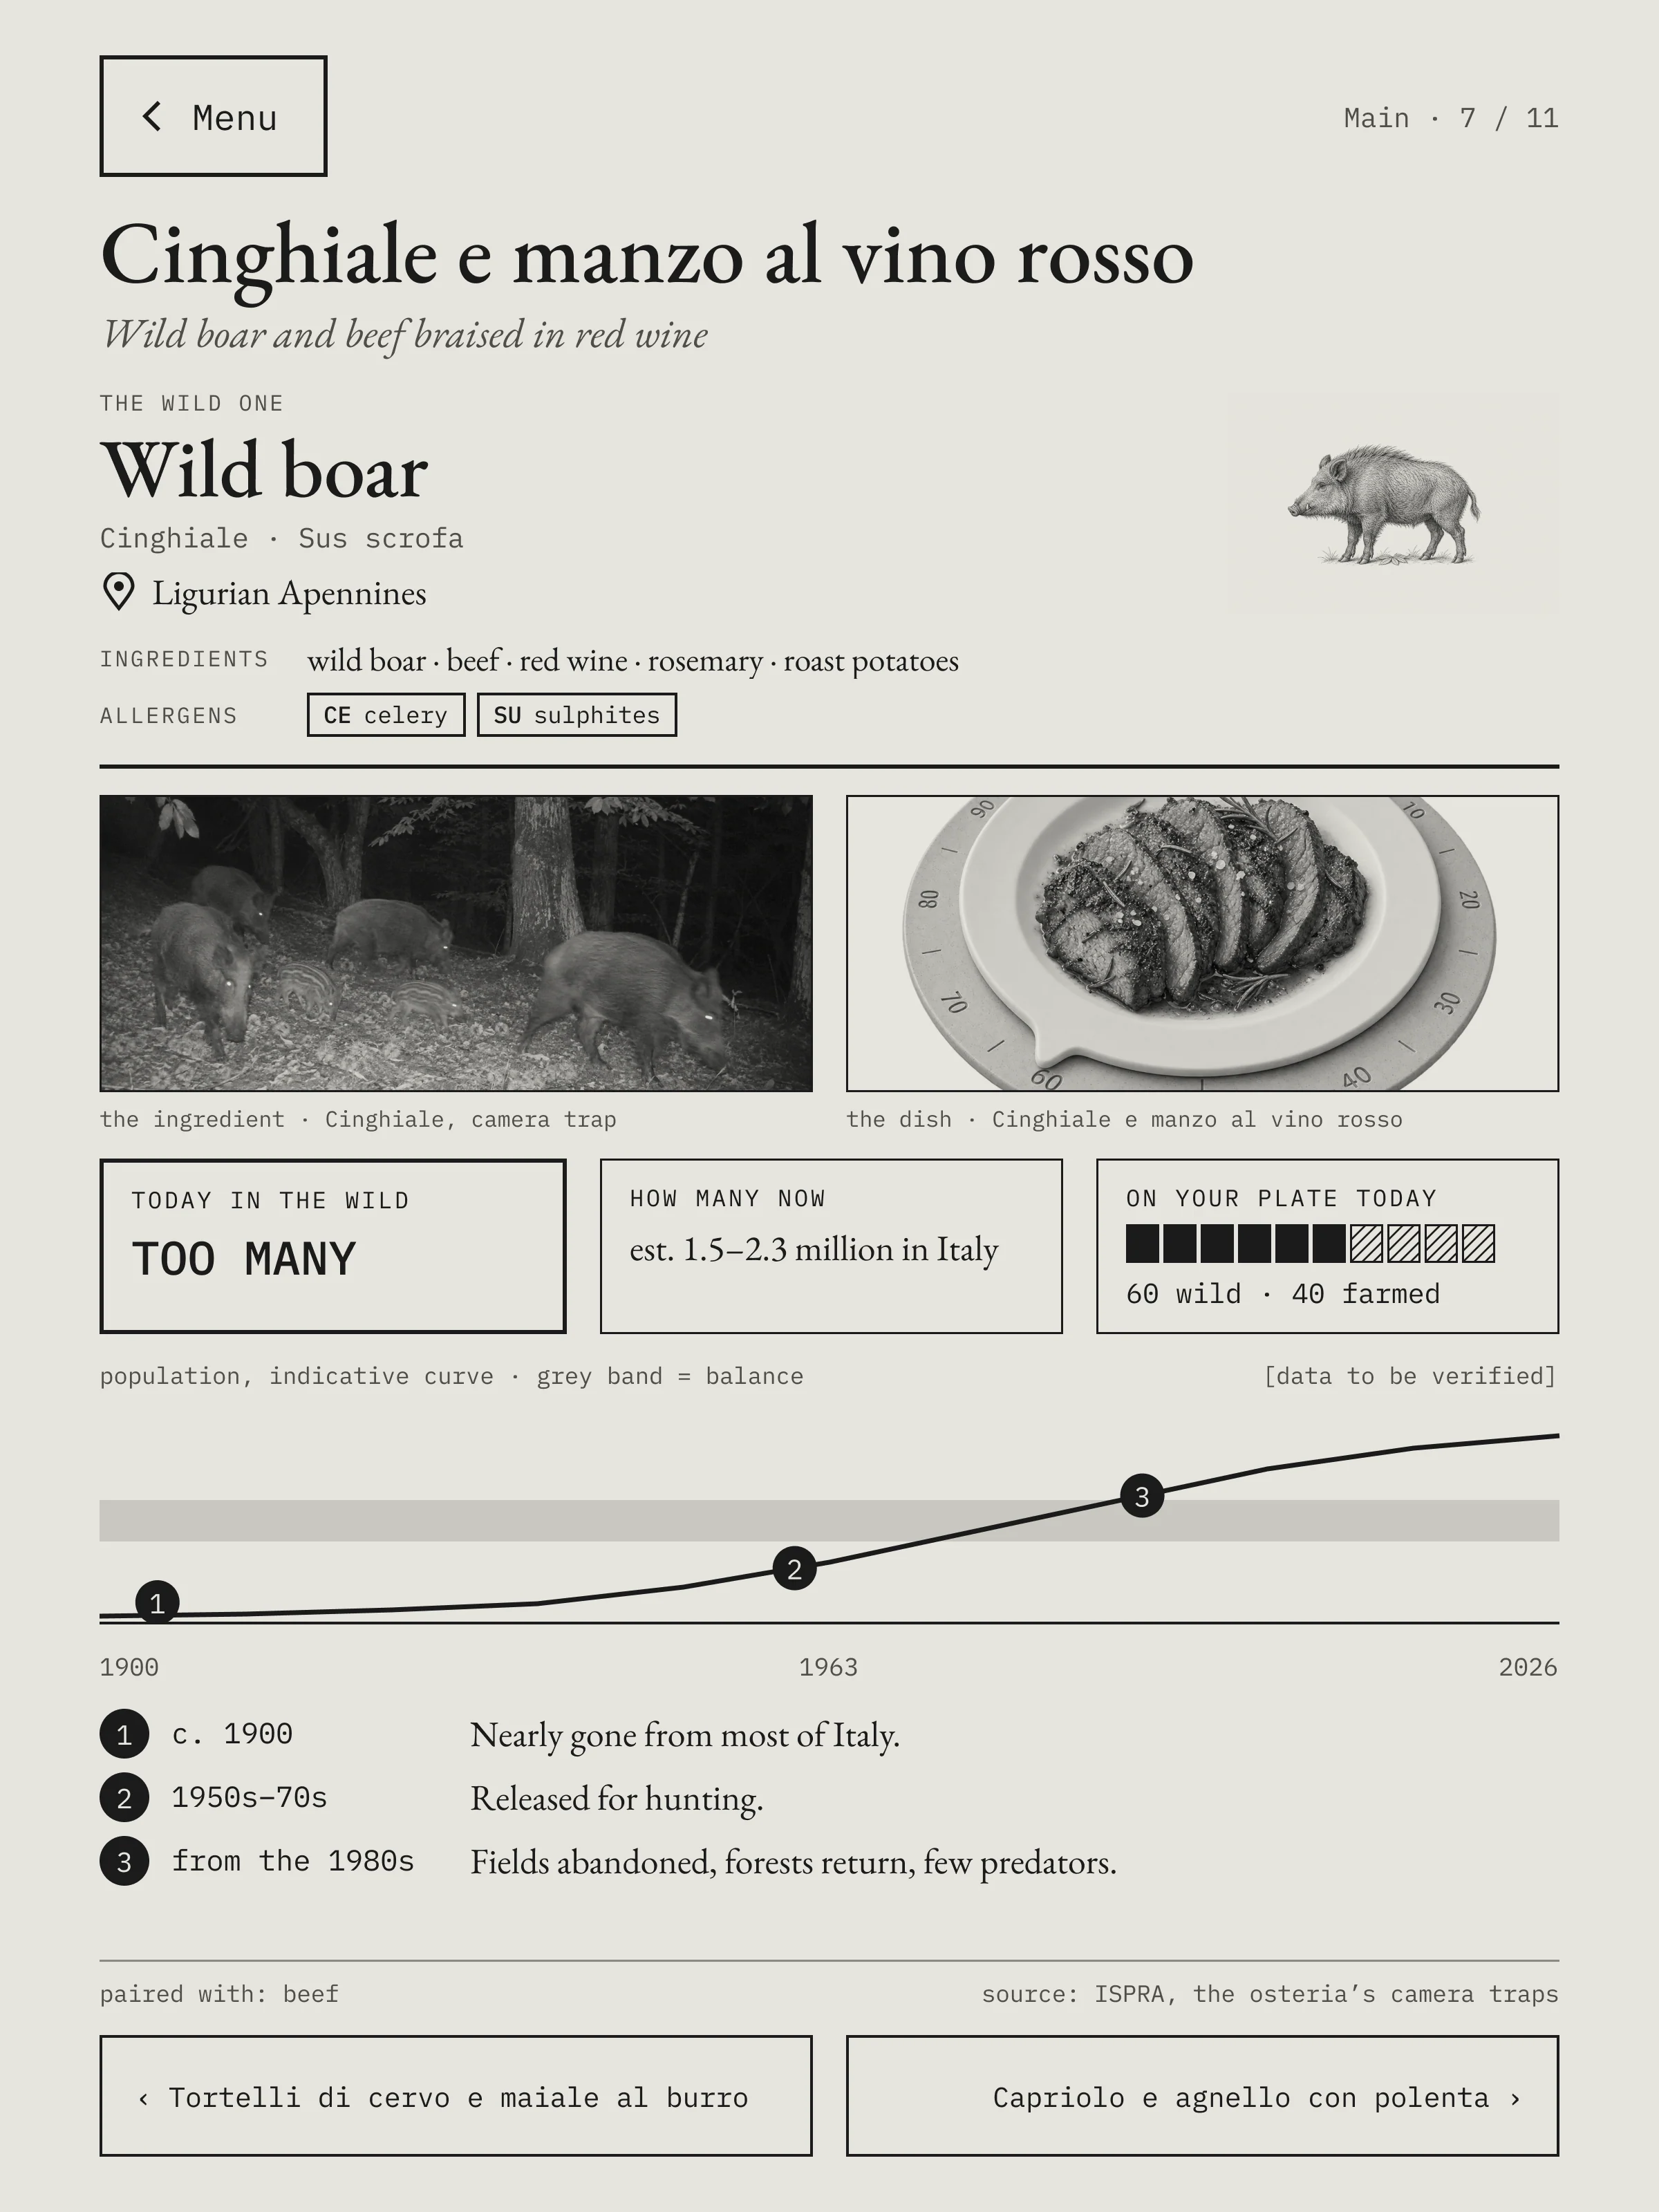 Menu
Main · 7 / 11
Cinghiale e manzo al vino rosso
Wild boar and beef braised in red wine
THE WILD ONE
Wild boar
Cinghiale · Sus scrofa
Ligurian Apennines
INGREDIENTS wild boar · beef · red wine · rosemary · roast potatoes
ALLERGENS CE celery SU sulphites
90 10
80 20
70 30
60 40
the ingredient · Cinghiale, camera trap
the dish · Cinghiale e manzo al vino rosso
TODAY IN THE WILD
TOO MANY
HOW MANY NOW
est. 1.5–2.3 million in Italy
ON YOUR PLATE TODAY
60 wild · 40 farmed
population, indicative curve · grey band = balance
[data to be verified]
3
2
1
1900 1963 2026
1 c. 1900 Nearly gone from most of Italy.
2 1950s–70s Released for hunting.
3 from the 1980s Fields abandoned, forests return, few predators.
paired with: beef
source: ISPRA, the osteria’s camera traps
‹ Tortelli di cervo e maiale al burro
Capriolo e agnello con polenta ›